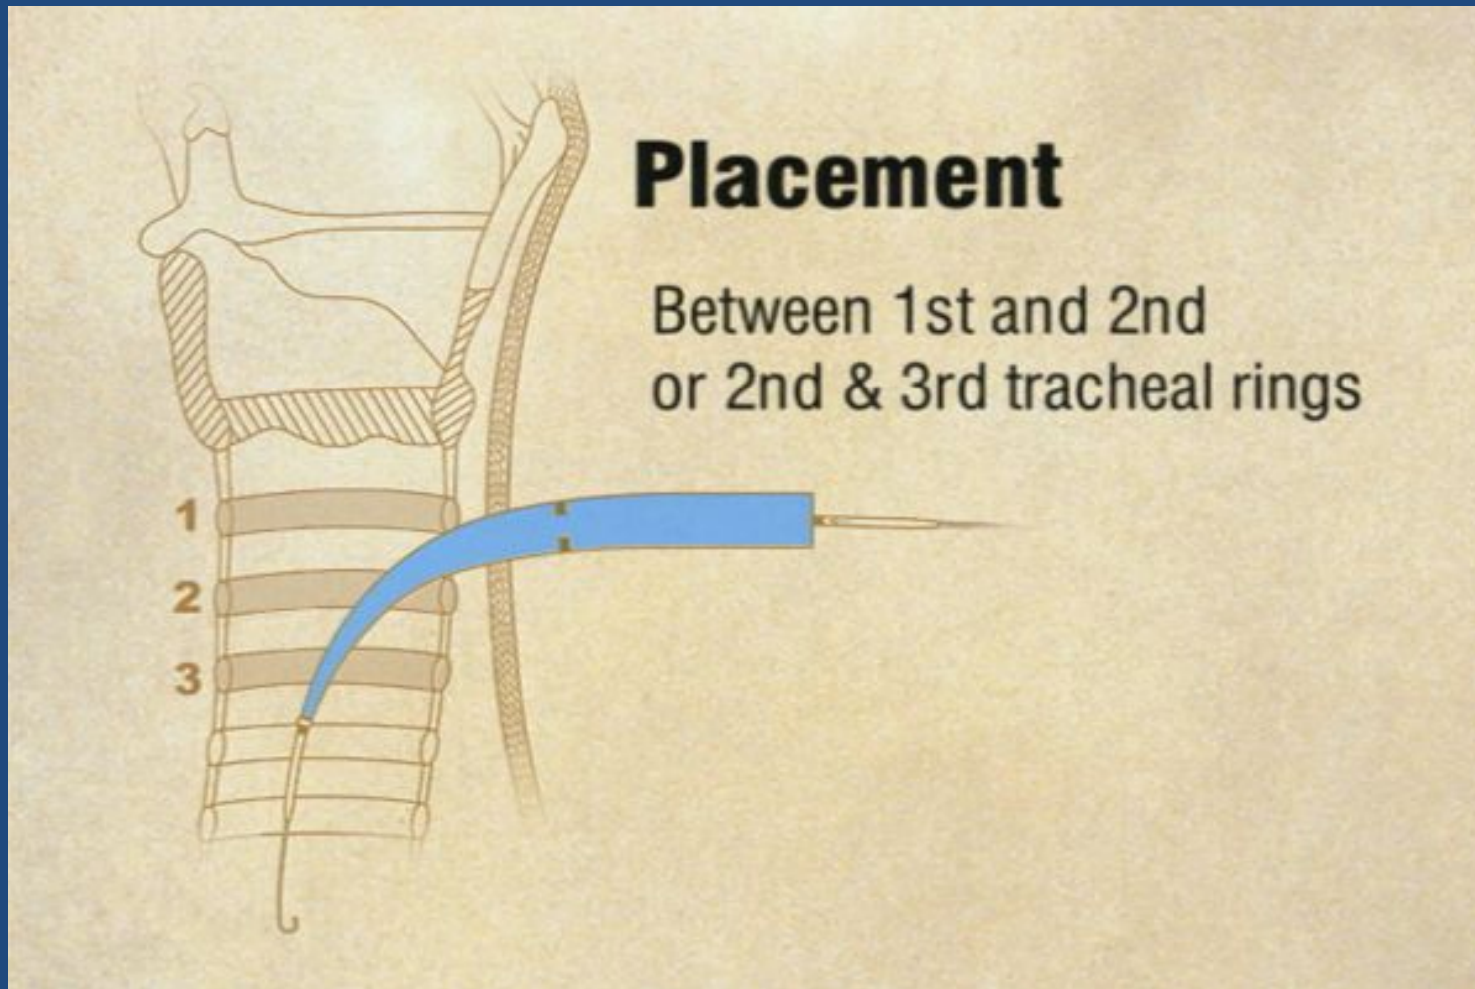 Placement
Between 1st and 2nd
or 2nd & 3rd tracheal rings
1
2
3